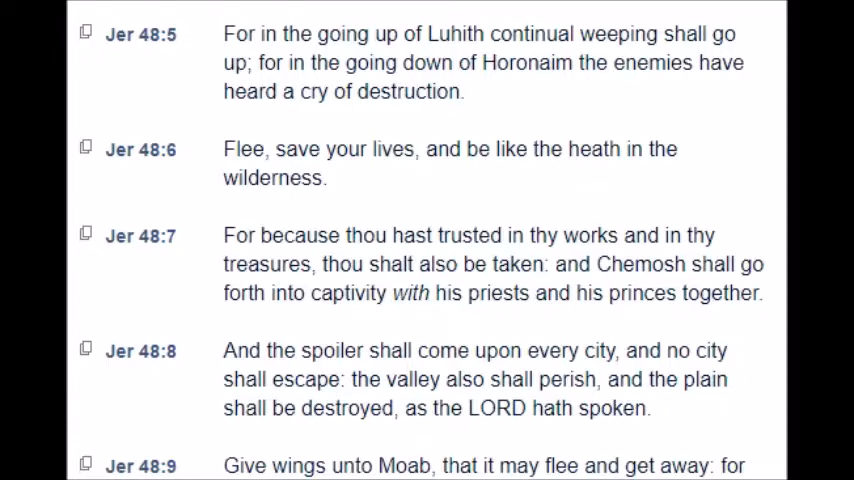 Jer 48:5 For in the going up of Luhith continual weeping shall go
up; for in the going down of Horonaim the enemies have
heard a cry of destruction.
Jer 48:6 Flee, save your lives, and be like the heath in the
wilderness.
Jer 48:7 For because thou hast trusted in thy works and in thy
treasures, thou shalt also be taken: and Chemosh shall go
forth into captivity with his priests and his princes together.
Jer 48:8 And the spoiler shall come upon every city, and no city
shall escape: the valley also shall perish, and the plain
shall be destroyed, as the LORD hath spoken.
Jer 48:9 Give wings unto Moab, that it may flee and get away: for